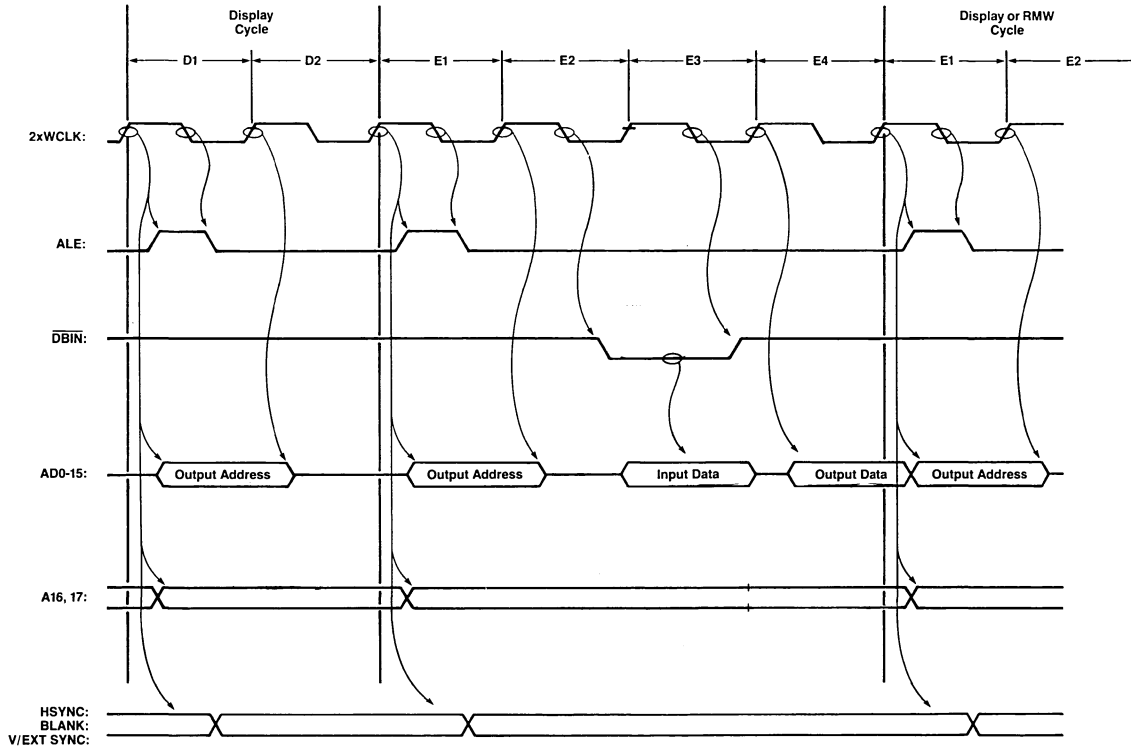 Display
Cycle
Display or RMW
Cycle
D1
D2
E1
E2
E3
E4
E1
E2
2xWCLK:
ALE:
DBIN:
AD0-15:
Output Address
Output Address
Input Data
Output Data
Output Address
A16, 17:
HSYNC:
BLANK:
V/EXT SYNC: